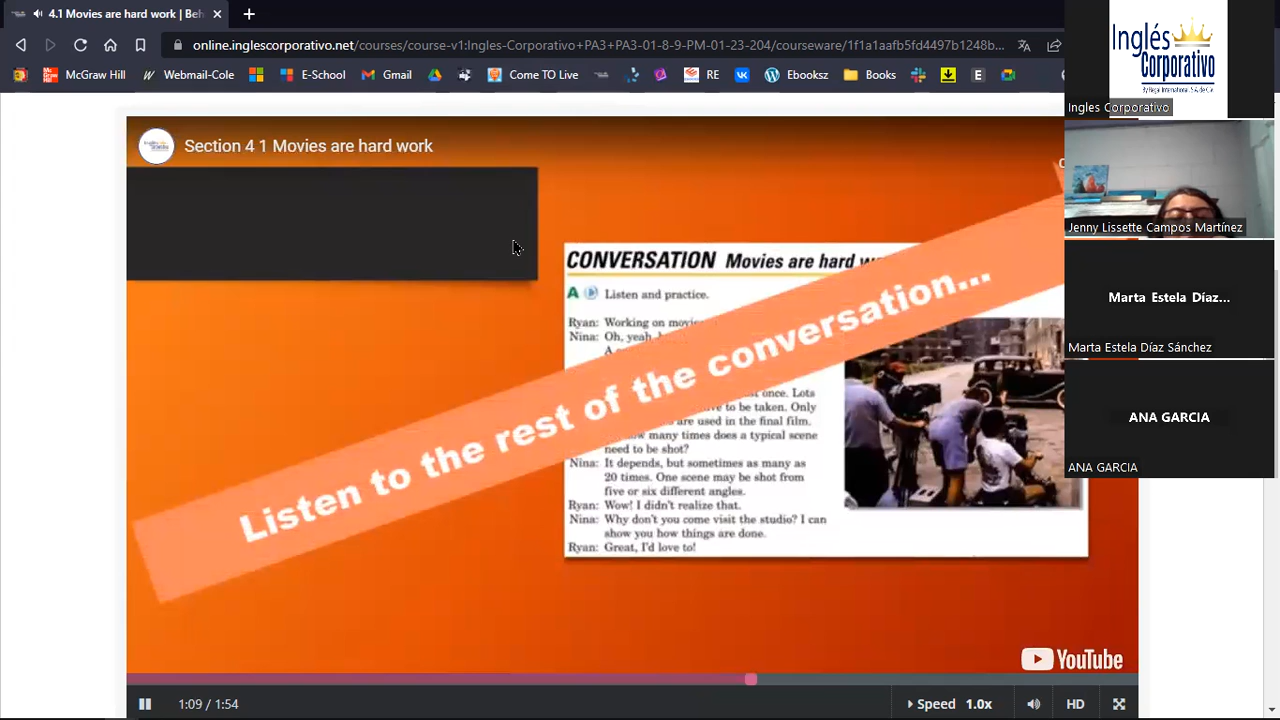 4.1 Movies are hard work | Beh
online.inglescorporativo.net/courses/course-v1:Ingles-Corporativo+PA3+PA3-01-8-9-PM-01-23-204/courseware/1f1a1aafb5fd4497b1248b...
McGraw Hill
Webmail-Cole
E-School
Gmail
Come TO Live
RE
Ebooksz
Books
E
Inglés
Corporativo
By Regal International, S.A. de C.V.
Ingles Corporativo
Jenny Lissette Campos Martínez
Marta Estela Díaz...
Marta Estela Díaz Sánchez
ANA GARCIA
ANA GARCIA
Section 4 1 Movies are hard work
CONVERSATION Movies are hard
A Listen and practice.
Ryan: Working on
Nina: Oh, yeah
once. Lots
to be taken. Only
are used in the final film.
many times does a typical scene
need to be shot?
Nina: It depends, but sometimes as many as
20 times. One scene may be shot from
five or six different angles.
Ryan: Wow! I didn't realize that.
Nina: Why don't you come visit the studio? I can
show you how things are done.
Ryan: Great, I'd love to!
Listen to the rest of the conversation...
YouTube
1:09 / 1:54
Speed 1.0x
HD